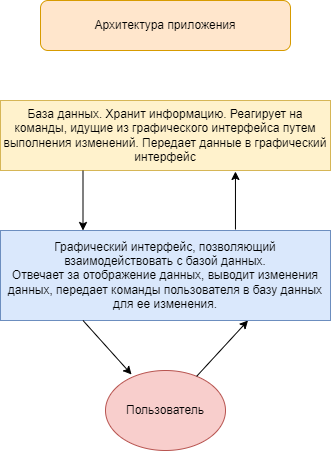 Архитектура приложения
База данных. Хранит информацию. Реагирует на
команды, идущие из графического интерфейса путем
выполнения изменений. Передает данные в графический
интерфейс
Графический интерфейс, позволяющий
взаимодействовать с базой данных.
Отвечает за отображение данных, выводит изменения
данных, передает команды пользователя в базу данных
для ее изменения.
Пользователь